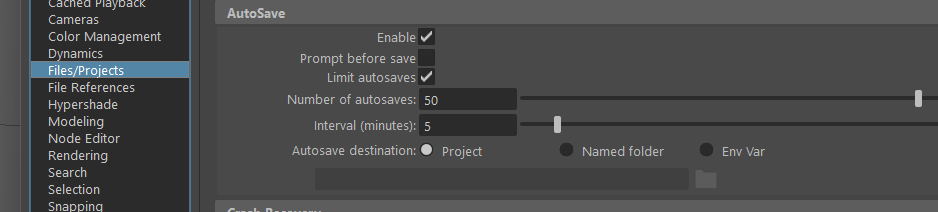 Cached Playback
Cameras
Color Management
Dynamics
Files/Projects
File References
Hypershade
Modeling
Node Editor
Rendering
Search
Selection
Snapping
AutoSave
Enable
Prompt before save
Limit autosaves
Number of autosaves: 50
Interval (minutes): 5
Autosave destination: Project Named folder Env Var
Crash Recovery